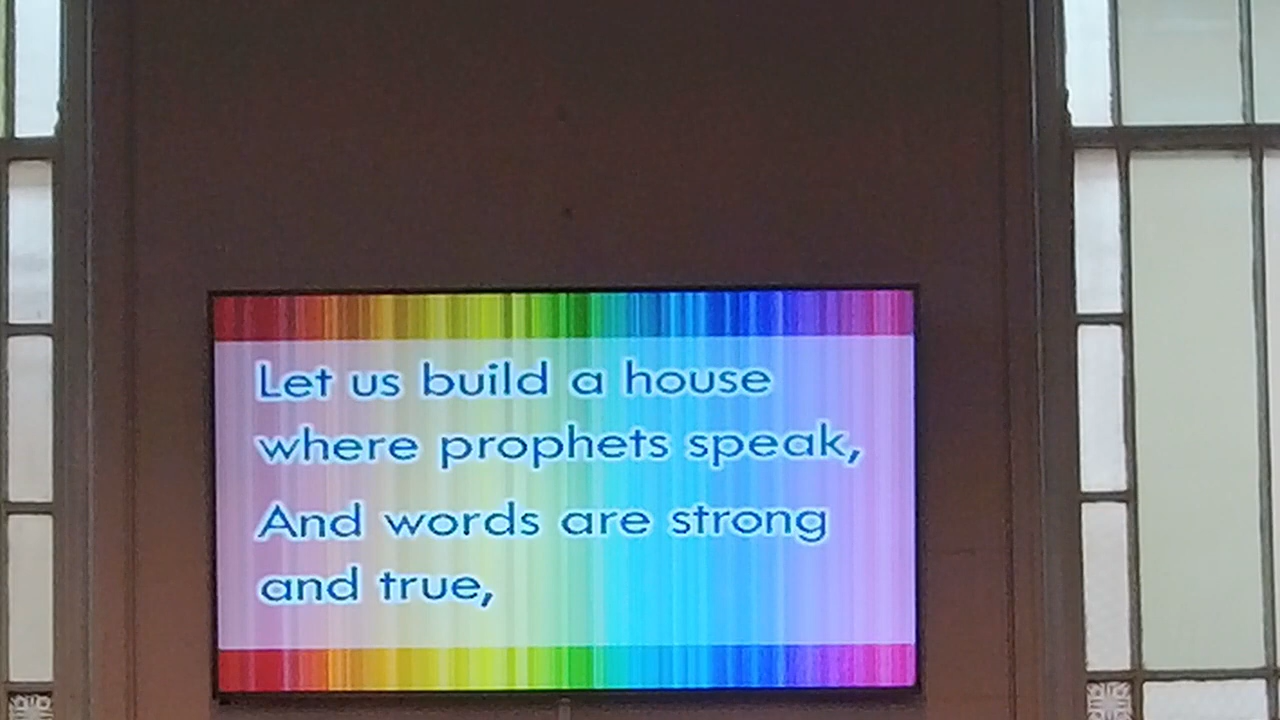 Let us build a house
where prophets speak,
And words are strong
and true,